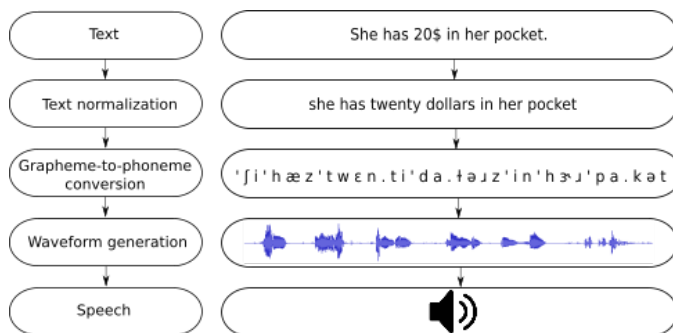 Text
She has 20$ in her pocket.
Text normalization
she has twenty dollars in her pocket
Grapheme-to-phoneme
conversion
ˈʃiˈhæzˈtwɛn.tiˈda.ɫəɹzˈinˈhɝɹˈpa.kət
Waveform generation
Speech